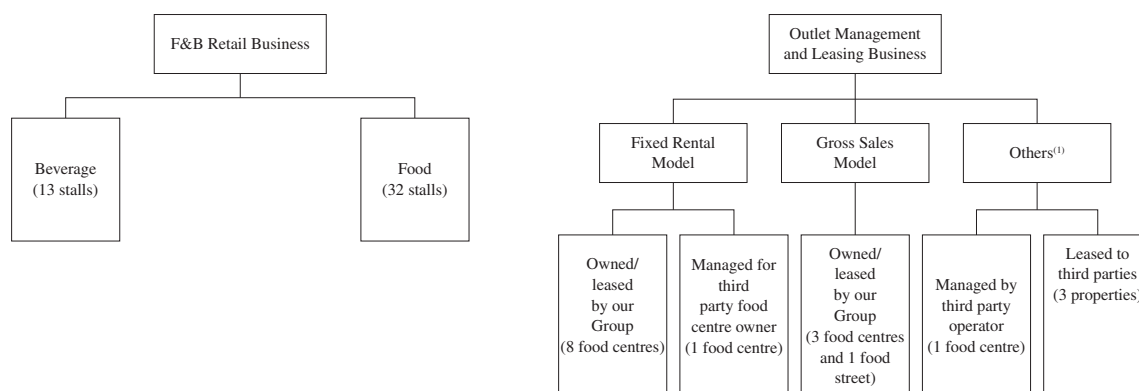 F&B Retail Business
Beverage
(13 stalls)
Food
(32 stalls)
Outlet Management
and Leasing Business
Fixed Rental
Model
Gross Sales
Model
Others(1)
Owned/
leased
by our
Group
(8 food centres)
Managed for
third
party food
centre owner
(1 food centre)
Owned/
leased
by our
Group
(3 food centres
and 1 food
street)
Managed by
third party
operator
(1 food centre)
Leased to
third parties
(3 properties)